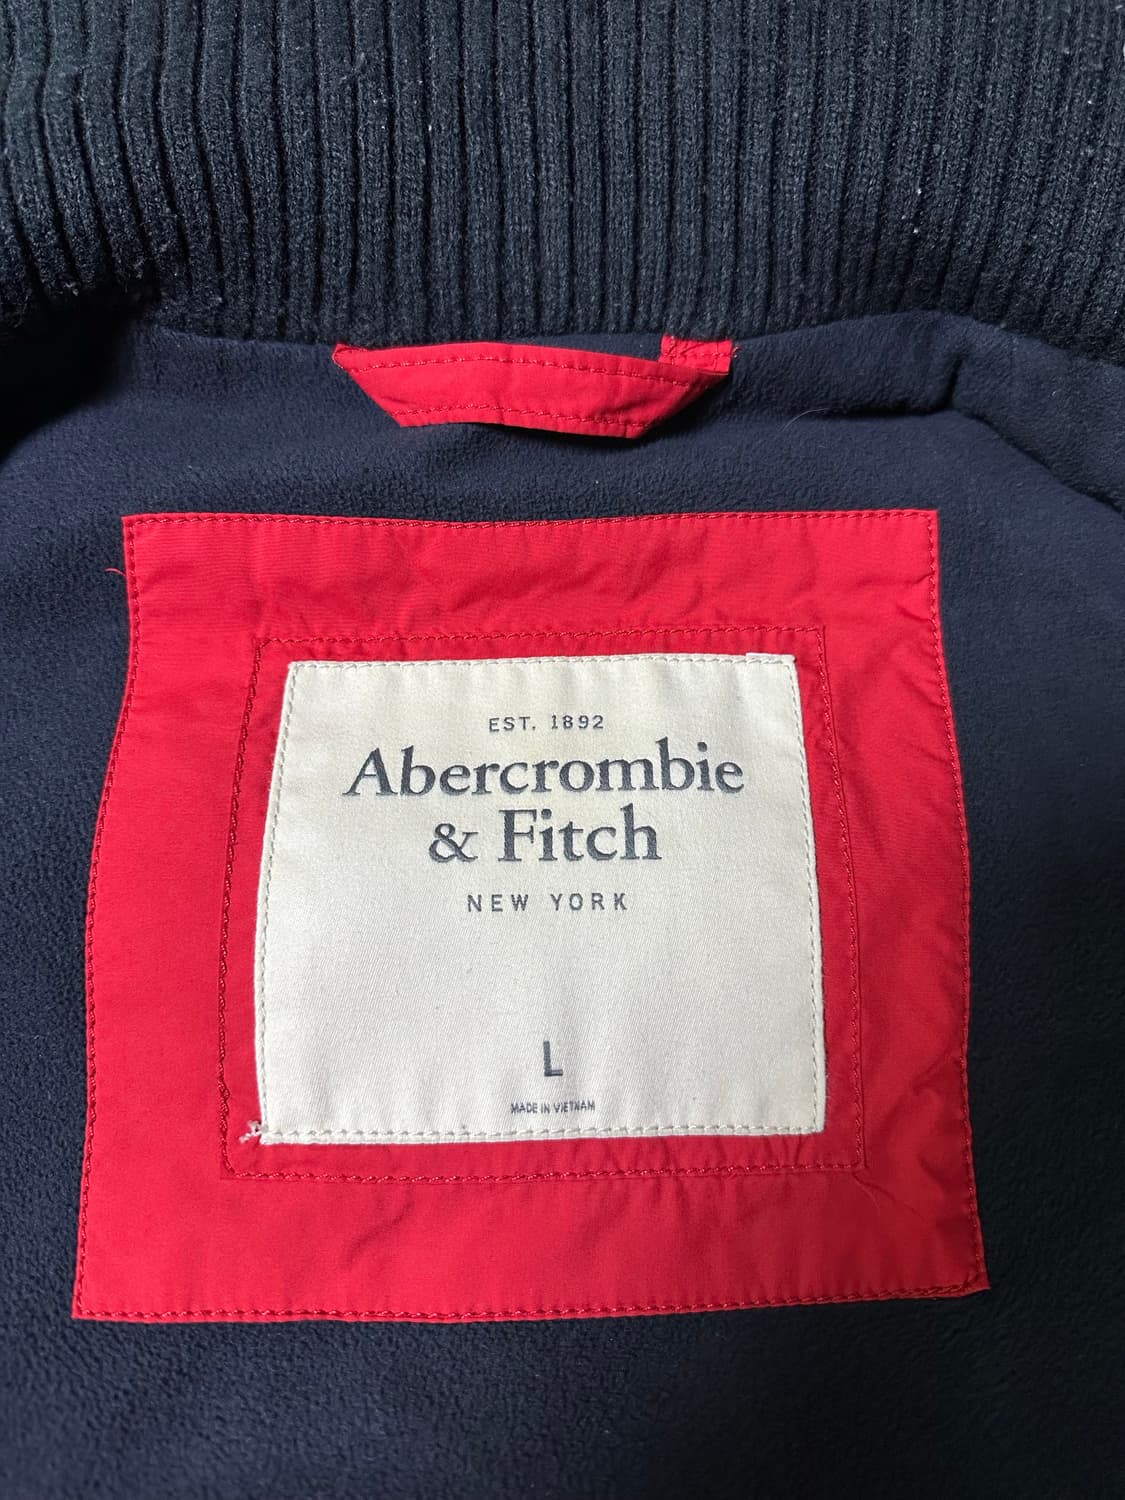 EST. 1892
Abercrombie
& Fitch
NEW YORK
L
MADE IN VIETNAM